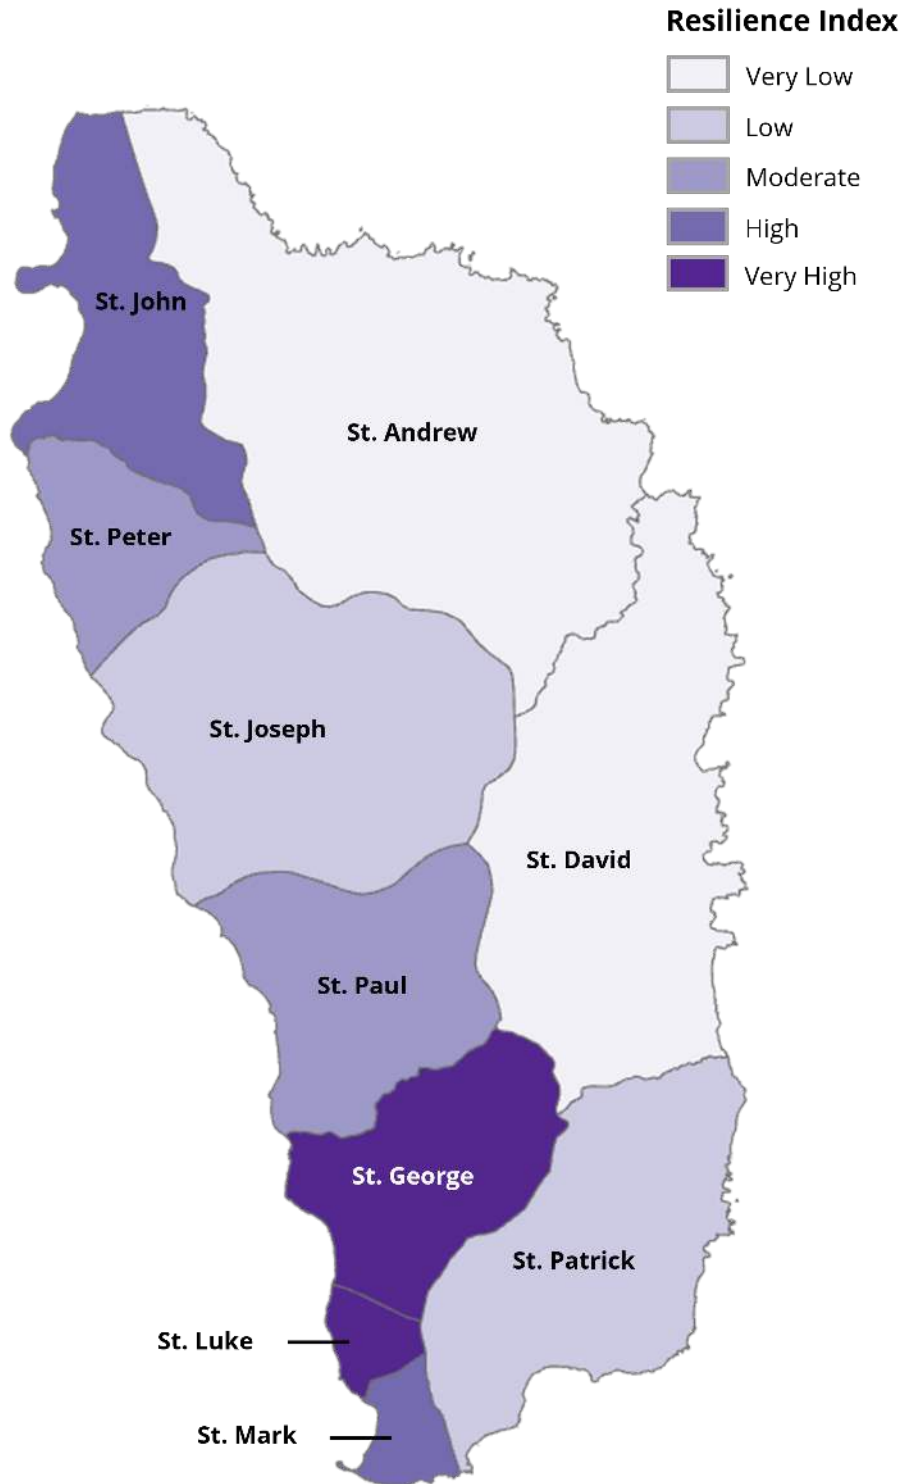 Resilience Index
Very Low
Low
Moderate
High
Very High
St. John
St. Andrew
St. Peter
St. Joseph
St. David
St. Paul
St. George
St. Patrick
St. Luke
St. Mark